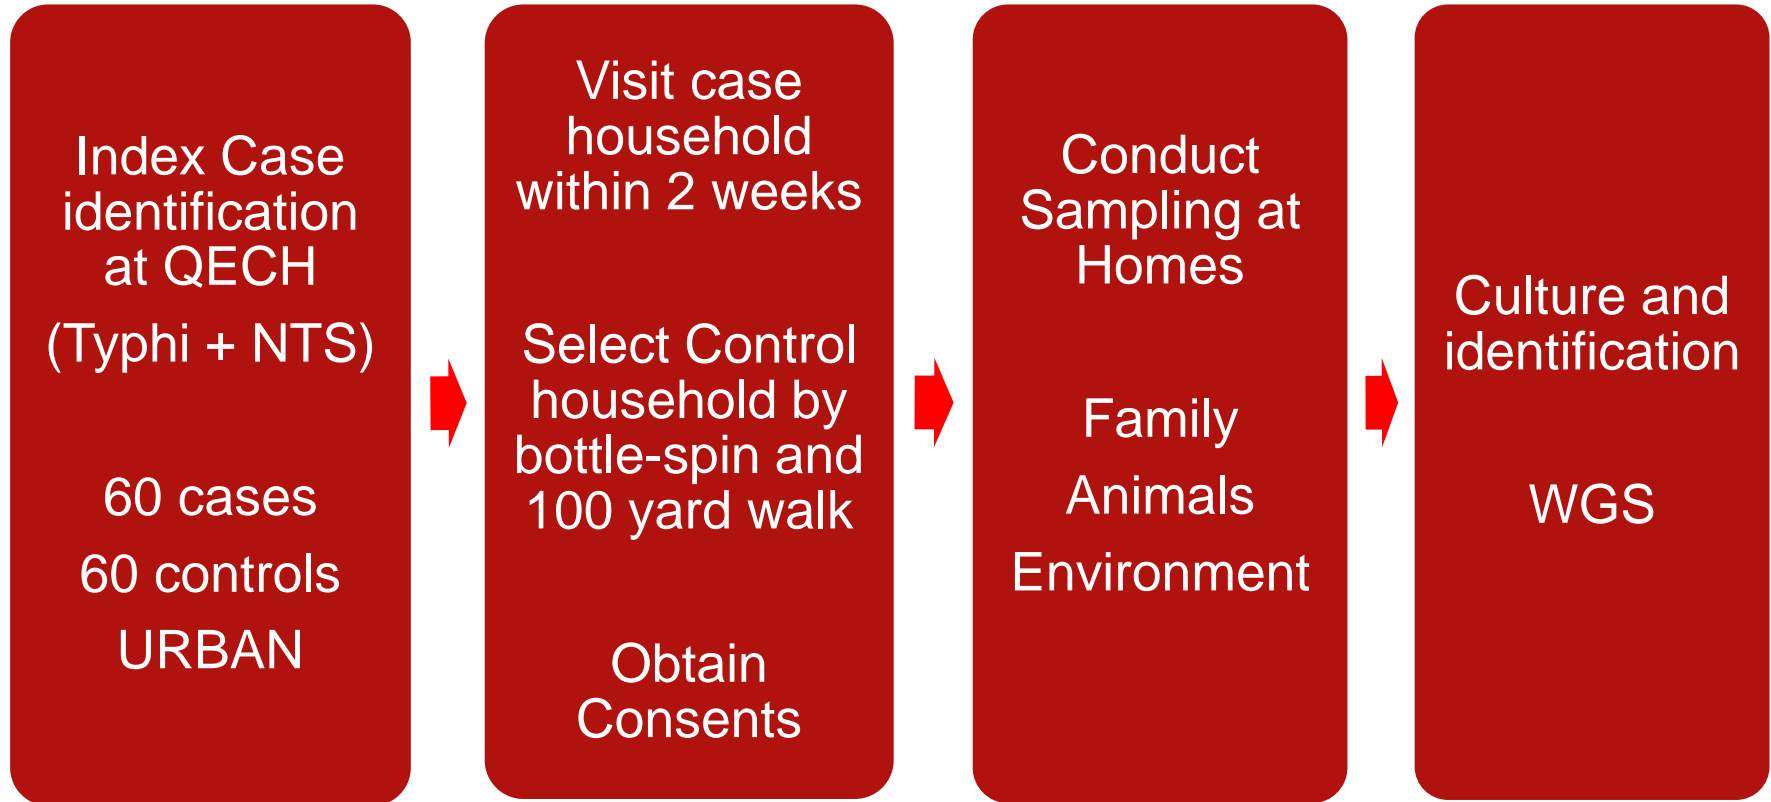 Index Case
identification
at QECH
(Typhi + NTS)
60 cases
60 controls
URBAN
Visit case
household
within 2 weeks
Select Control
household by
bottle-spin and
100 yard walk
Obtain
Consents
Conduct
Sampling at
Homes
Family
Animals
Environment
Culture and
identification
WGS